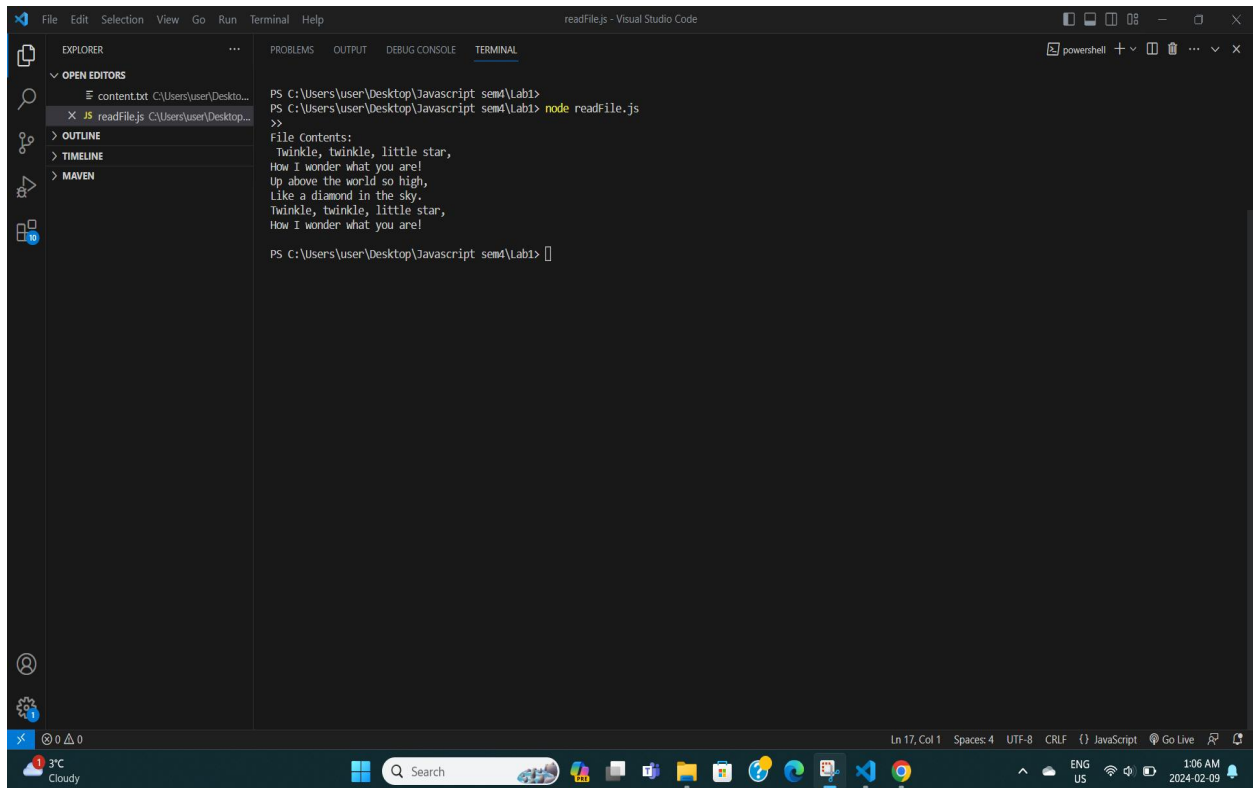 File Edit Selection View Go Run Terminal Help
readFile.js - Visual Studio Code
EXPLORER
OPEN EDITORS
content.txt C:\Users\user\Deskto...
JS readFile.js C:\Users\user\Desktop...
OUTLINE
TIMELINE
MAVEN
10
1
PROBLEMS OUTPUT DEBUG CONSOLE TERMINAL
powershell
PS C:\Users\user\Desktop\Javascript sem4\Lab1>
PS C:\Users\user\Desktop\Javascript sem4\Lab1> node readFile.js
>>
File Contents:
Twinkle, twinkle, little star,
How I wonder what you are!
Up above the world so high,
Like a diamond in the sky.
Twinkle, twinkle, little star,
How I wonder what you are!
PS C:\Users\user\Desktop\Javascript sem4\Lab1>
0 0
Ln 17, Col 1 Spaces: 4 UTF-8 CRLF {} JavaScript Go Live
1
3°C
Cloudy
Search
PRE
ENG
US
1:06 AM
2024-02-09